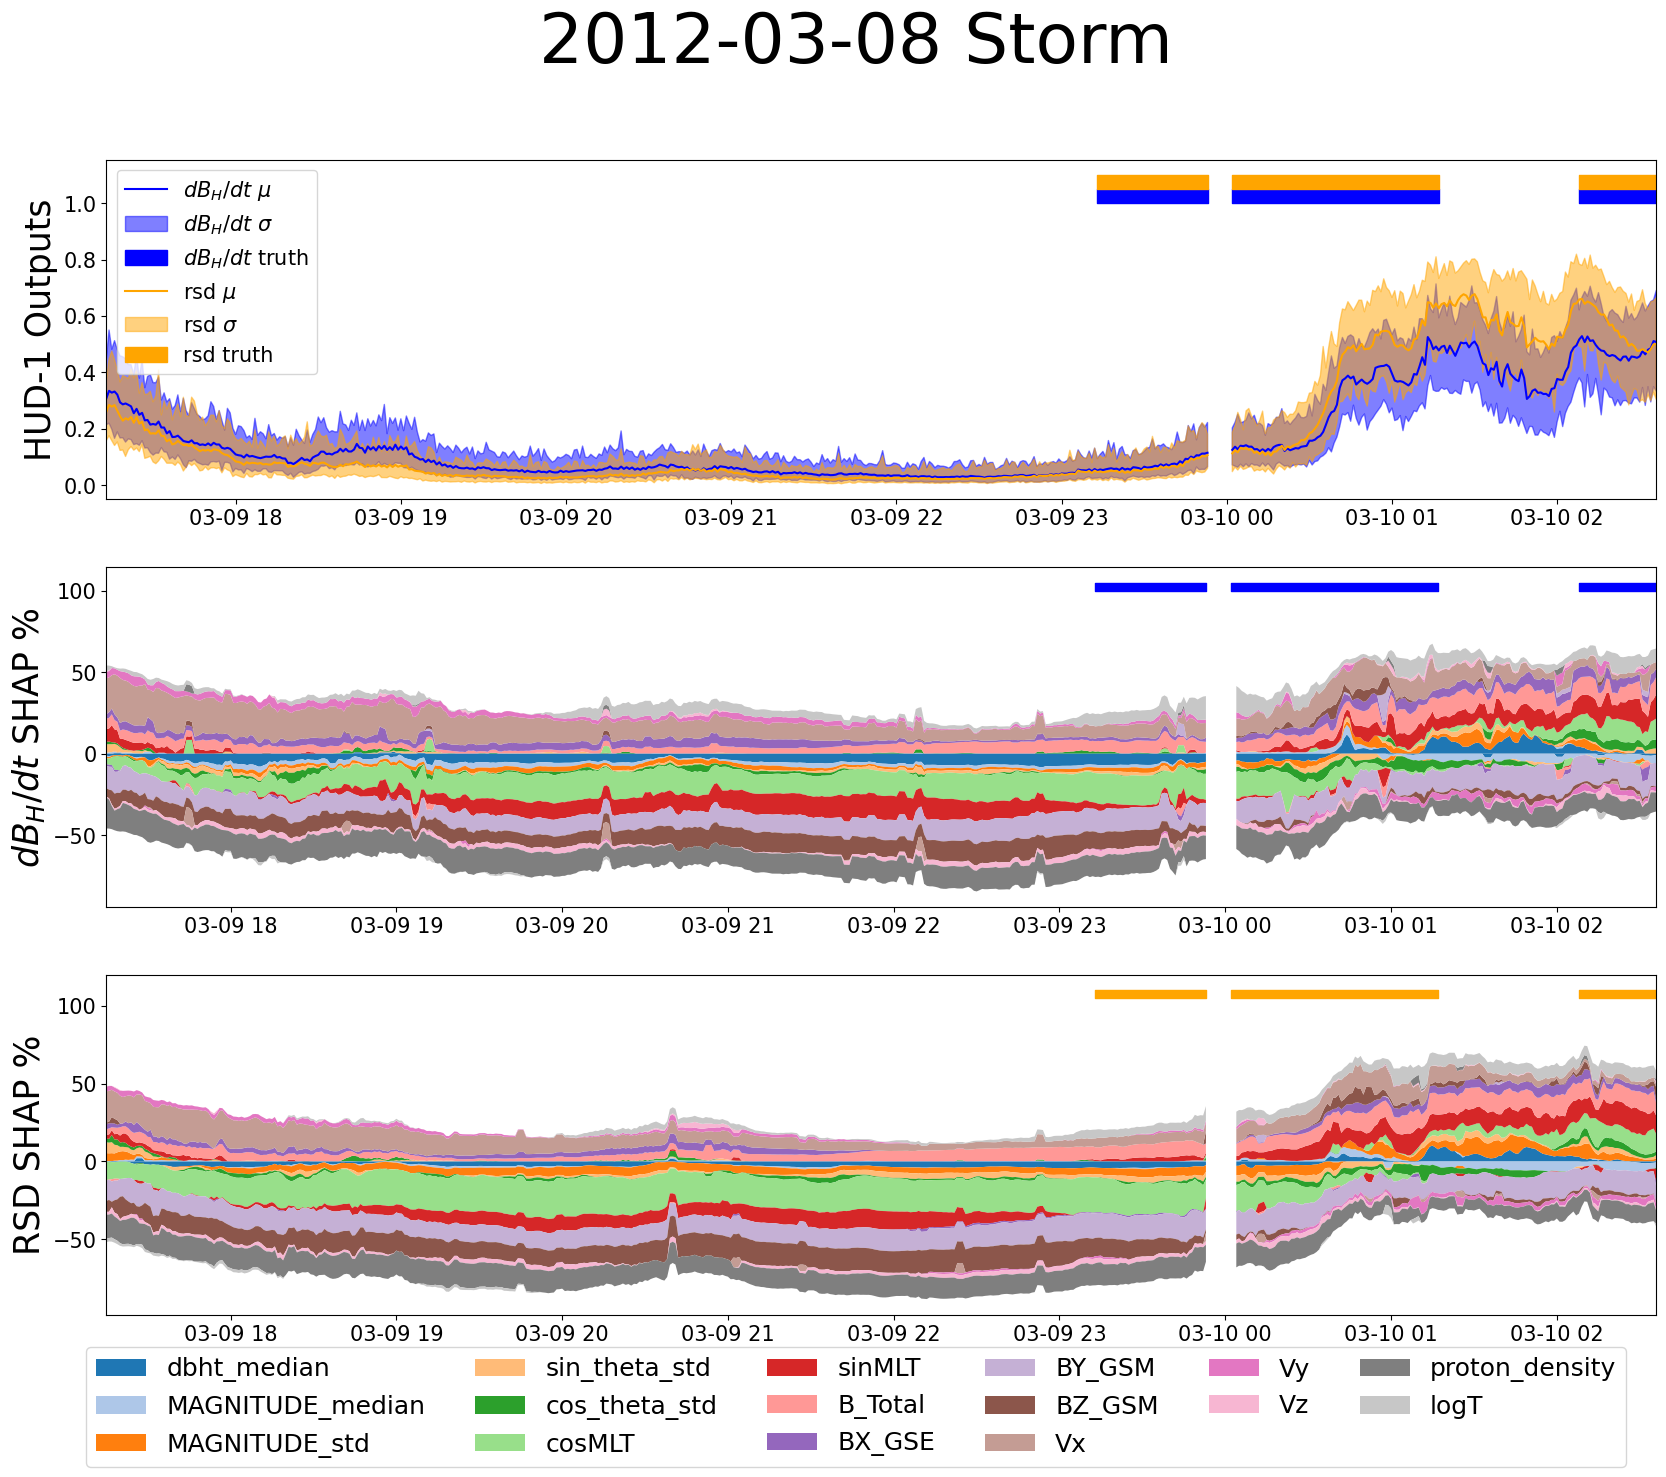 2012-03-08 Storm
HUD-1 Outputs
1.0
0.8
0.6
0.4
0.2
0.0
dB_H/dt μ
dB_H/dt σ
dB_H/dt truth
rsd μ
rsd σ
rsd truth
03-09 18 03-09 19 03-09 20 03-09 21 03-09 22 03-09 23 03-10 00 03-10 01 03-10 02
dB_H/dt SHAP %
100
50
0
−50
03-09 18 03-09 19 03-09 20 03-09 21 03-09 22 03-09 23 03-10 00 03-10 01 03-10 02
RSD SHAP %
100
50
0
−50
03-09 18 03-09 19 03-09 20 03-09 21 03-09 22 03-09 23 03-10 00 03-10 01 03-10 02
dbht_median sin_theta_std sinMLT BY_GSM Vy proton_density
MAGNITUDE_median cos_theta_std B_Total BZ_GSM Vz logT
MAGNITUDE_std cosMLT BX_GSE Vx